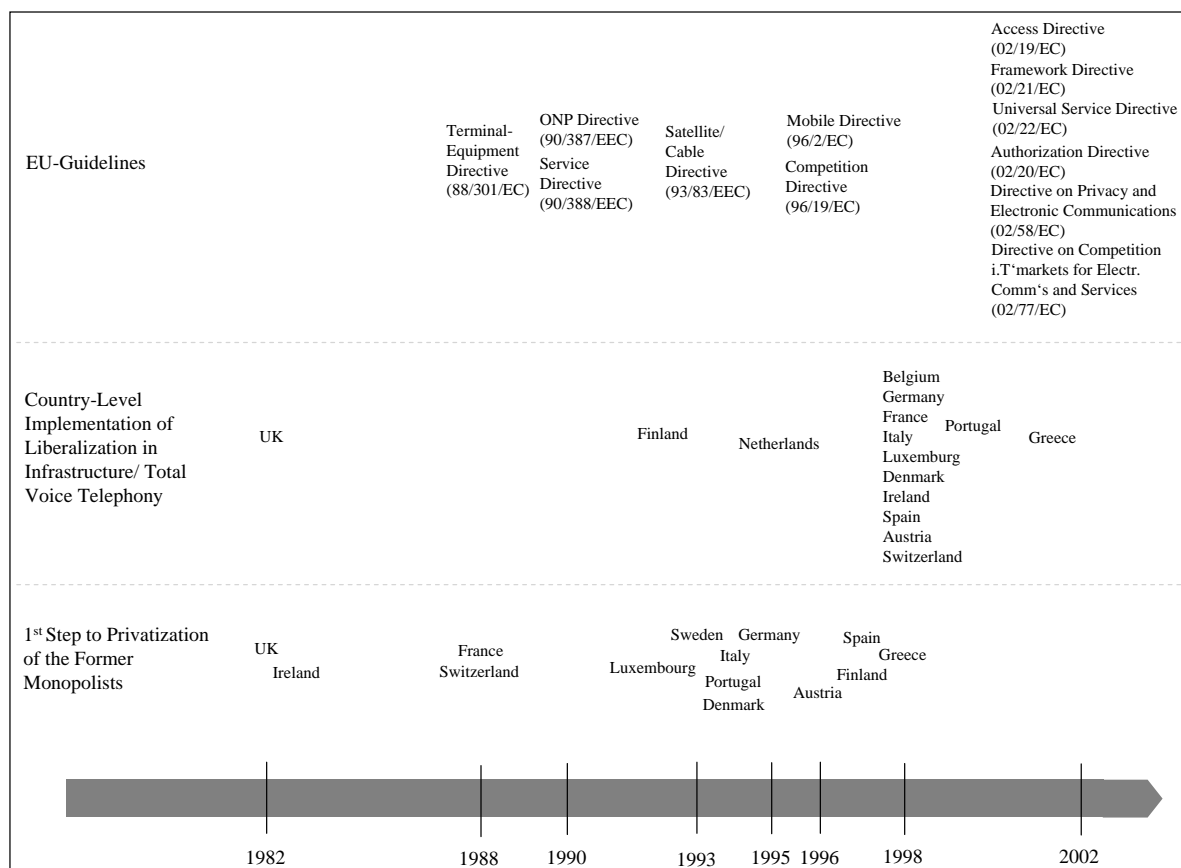 EU-Guidelines
Terminal-
Equipment
Directive
(88/301/EC)
ONP Directive
(90/387/EEC)
Service
Directive
(90/388/EEC)
Satellite/
Cable
Directive
(93/83/EEC)
Mobile Directive
(96/2/EC)
Competition
Directive
(96/19/EC)
Access Directive
(02/19/EC)
Framework Directive
(02/21/EC)
Universal Service Directive
(02/22/EC)
Authorization Directive
(02/20/EC)
Directive on Privacy and
Electronic Communications
(02/58/EC)
Directive on Competition
i.T‘markets for Electr.
Comm‘s and Services
(02/77/EC)
Country-Level
Implementation of
Liberalization in
Infrastructure/ Total
Voice Telephony
UK
Finland
Netherlands
Belgium
Germany
France
Italy
Luxemburg
Denmark
Ireland
Spain
Austria
Switzerland
Portugal
Greece
1st Step to Privatization
of the Former
Monopolists
UK
Ireland
France
Switzerland
Luxembourg
Sweden
Italy
Portugal
Denmark
Germany
Austria
Spain
Finland
Greece
1982
1988
1990
1993
1995
1996
1998
2002